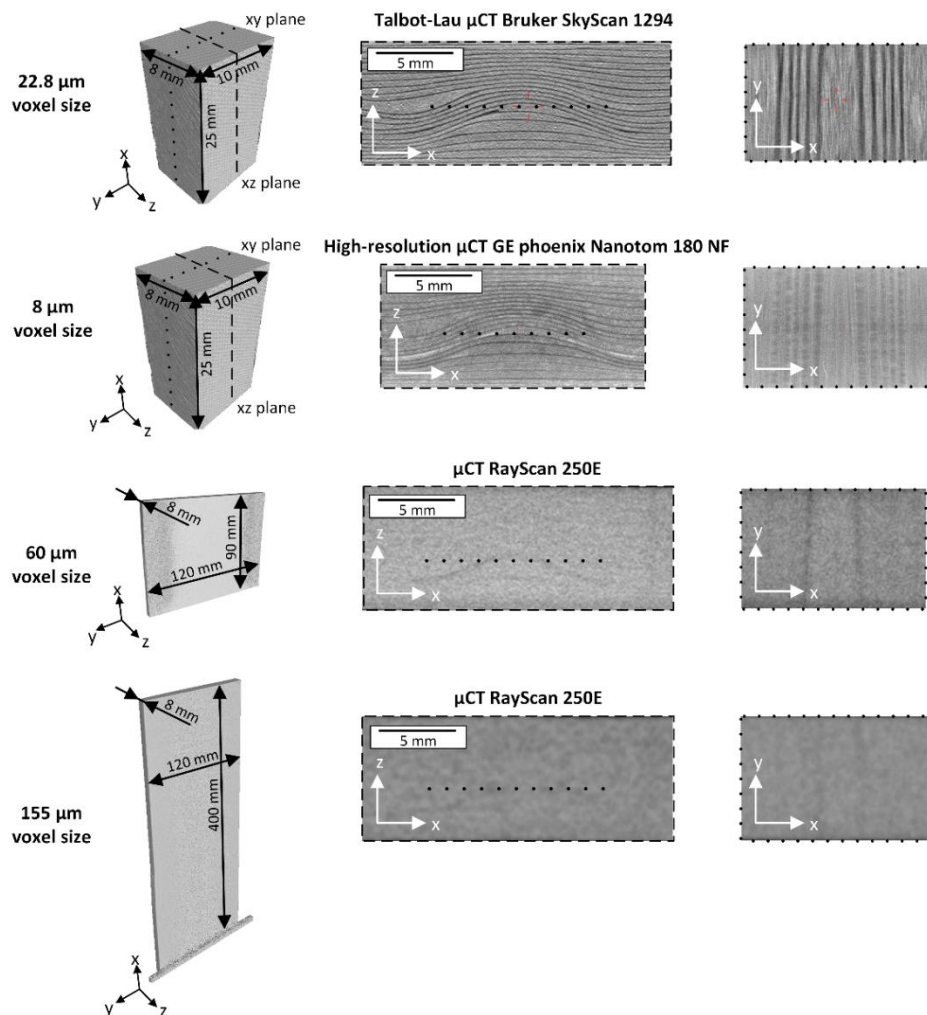 Talbot-Lau µCT Bruker SkyScan 1294
22.8 µm
voxel size
xy plane
8 mm
10 mm
25 mm
xz plane
x
y
z
5 mm
z
x
y
x
High-resolution µCT GE phoenix Nanotom 180 NF
8 µm
voxel size
xy plane
8 mm
10 mm
25 mm
xz plane
x
y
z
5 mm
z
x
y
x
µCT RayScan 250E
60 µm
voxel size
8 mm
90 mm
120 mm
x
y
z
5 mm
z
x
y
x
µCT RayScan 250E
155 µm
voxel size
8 mm
120 mm
400 mm
x
y
z
5 mm
z
x
y
x